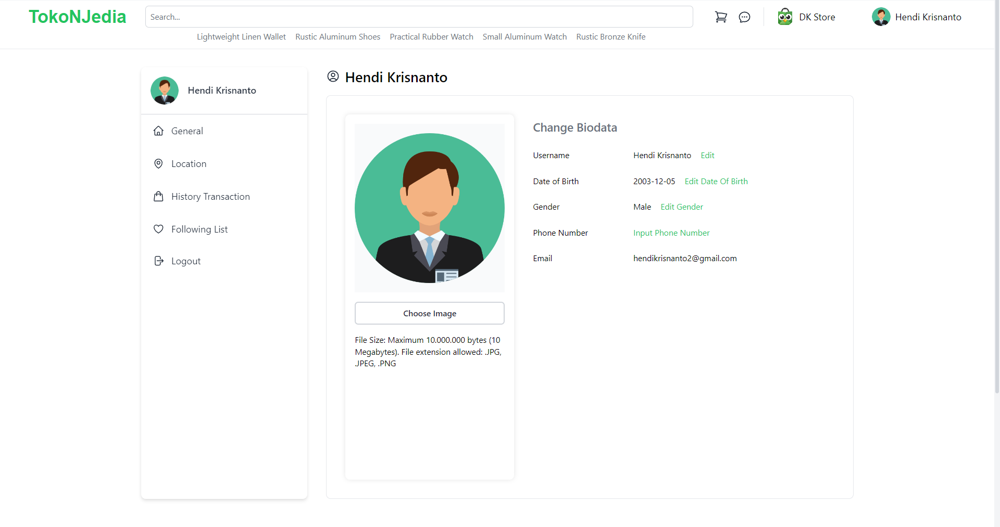 TokoNJedia
Search...
DK Store
Hendi Krisnanto
Lightweight Linen Wallet Rustic Aluminum Shoes Practical Rubber Watch Small Aluminum Watch Rustic Bronze Knife
Hendi Krisnanto
General
Location
History Transaction
Following List
Logout
Hendi Krisnanto
Choose Image
File Size: Maximum 10.000.000 bytes (10
Megabytes). File extension allowed: .JPG,
.JPEG, .PNG
Change Biodata
Username Hendi Krisnanto Edit
Date of Birth 2003-12-05 Edit Date Of Birth
Gender Male Edit Gender
Phone Number Input Phone Number
Email hendikrisnanto2@gmail.com